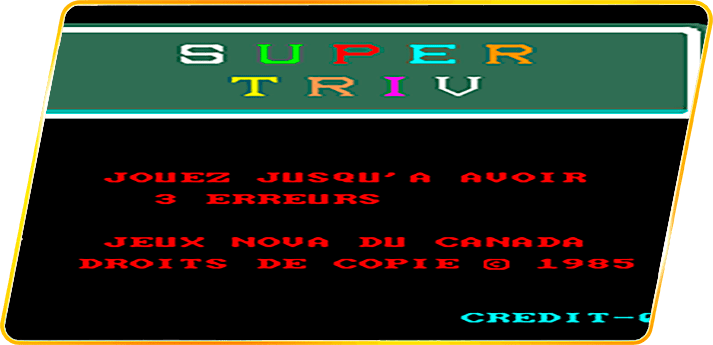 SUPER
TRIV
JOUEZ JUSQU'A AVOIR
3 ERREURS
JEUX NOVA DU CANADA
DROITS DE COPIE © 1985
CREDIT-